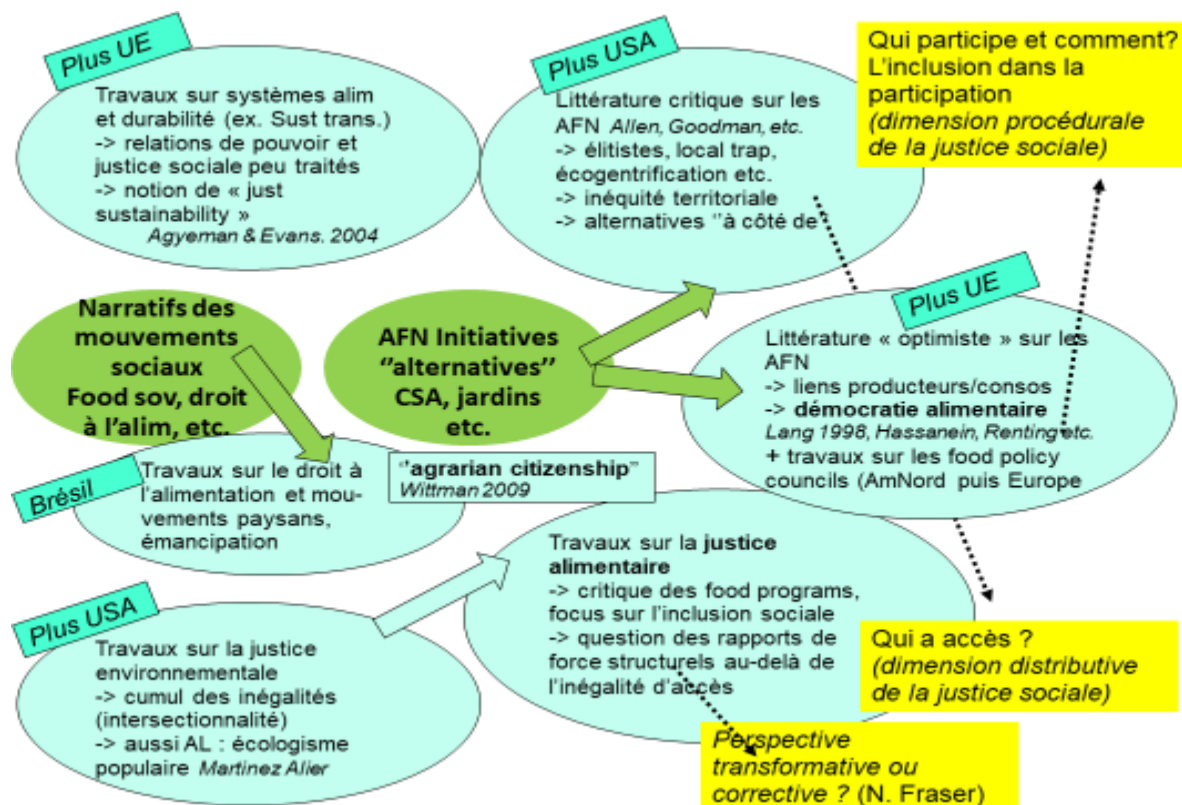 Plus UE
Travaux sur systèmes alim
et durabilité (ex. Sust trans.)
-> relations de pouvoir et
justice sociale peu traités
-> notion de « just
sustainability »
Agyeman & Evans. 2004
Plus USA
Littérature critique sur les
AFN Allen, Goodman, etc.
-> élitistes, local trap,
écogentrification etc.
-> inéquité territoriale
-> alternatives ‘’à côté de
Qui participe et comment?
L’inclusion dans la
participation
(dimension procédurale
de la justice sociale)
Narratifs des
mouvements
sociaux
Food sov, droit
à l’alim, etc.
AFN Initiatives
‘’alternatives’’
CSA, jardins
etc.
Plus UE
Littérature « optimiste » sur les
AFN
-> liens producteurs/consos
-> démocratie alimentaire
Lang 1998, Hassanein, Renting etc.
+ travaux sur les food policy
councils (AmNord puis Europe
Brésil
Travaux sur le droit à
l’alimentation et mou-
vements paysans,
émancipation
‘’agrarian citizenship’’
Wittman 2009
Travaux sur la justice
alimentaire
-> critique des food programs,
focus sur l’inclusion sociale
-> question des rapports de
force structurels au-delà de
l’inégalité d’accès
Plus USA
Travaux sur la justice
environnementale
-> cumul des inégalités
(intersectionnalité)
-> aussi AL : écologisme
populaire Martinez Alier
Qui a accès ?
(dimension distributive
de la justice sociale)
Perspective
transformative ou
corrective ? (N. Fraser)